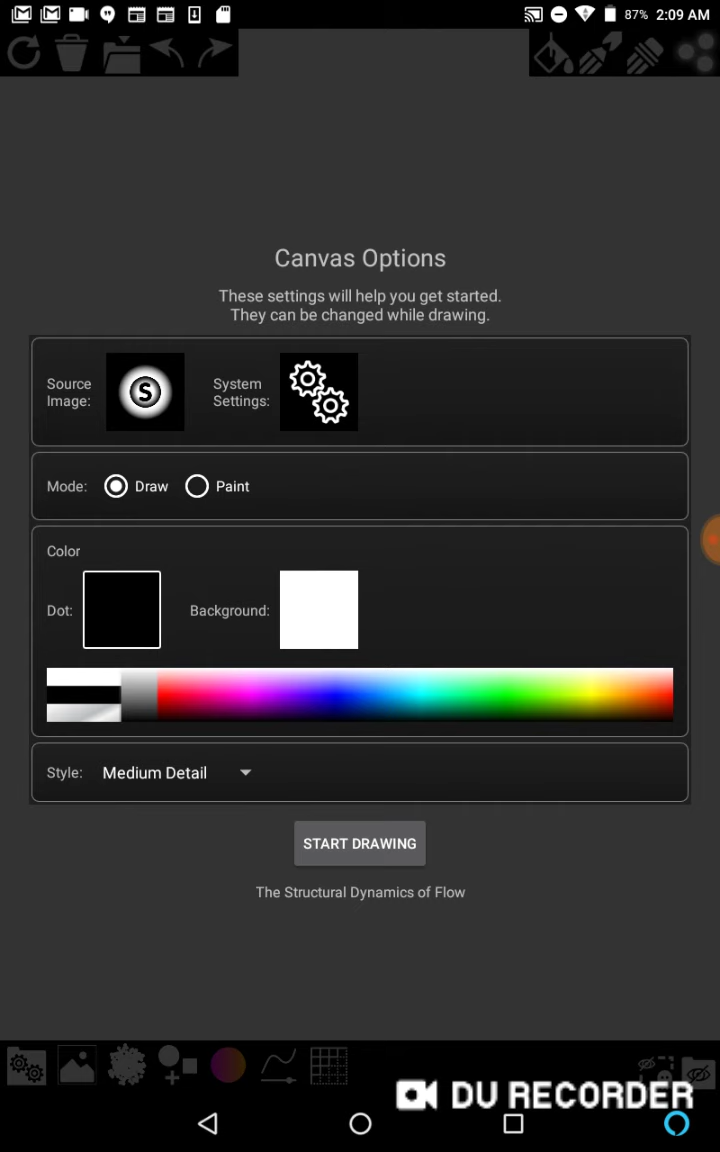 87% 2:09 AM
Canvas Options
These settings will help you get started.
They can be changed while drawing.
Source
Image:
S
System
Settings:
Mode: Draw Paint
Color
Dot: Background:
Style: Medium Detail
START DRAWING
The Structural Dynamics of Flow
DU RECORDER